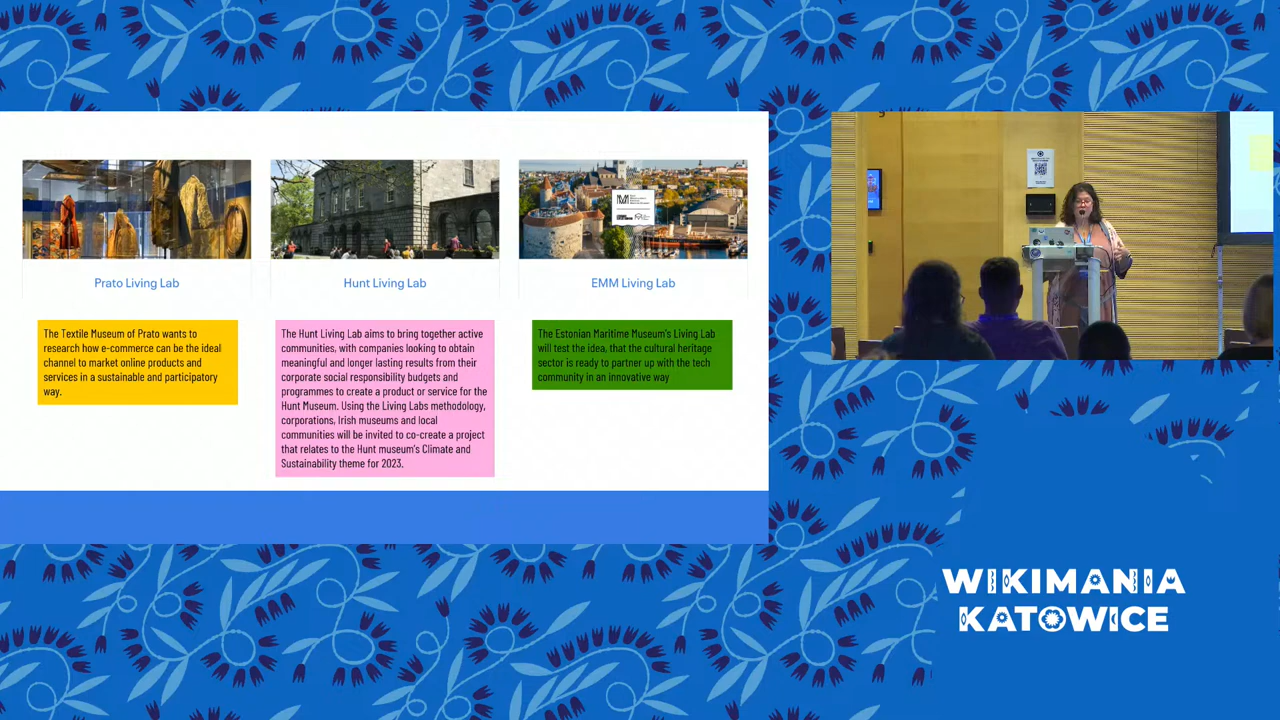 Prato Living Lab
Hunt Living Lab
EMM Living Lab
The Textile Museum of Prato wants to
research how e-commerce can be the ideal
channel to market online products and
services in a sustainable and participatory
way.
The Hunt Living Lab aims to bring together active
communities, with companies looking to obtain
meaningful and longer lasting results from their
corporate social responsibility budgets and
programmes to create a product or service for the
Hunt Museum. Using the Living Labs methodology,
corporations, Irish museums and local
communities will be invited to co-create a project
that relates to the Hunt museum's Climate and
Sustainability theme for 2023.
The Estonian Maritime Museum's Living Lab
will test the idea, that the cultural heritage
sector is ready to partner up with the tech
community in an innovative way
WIKIMANIA
KATOWICE